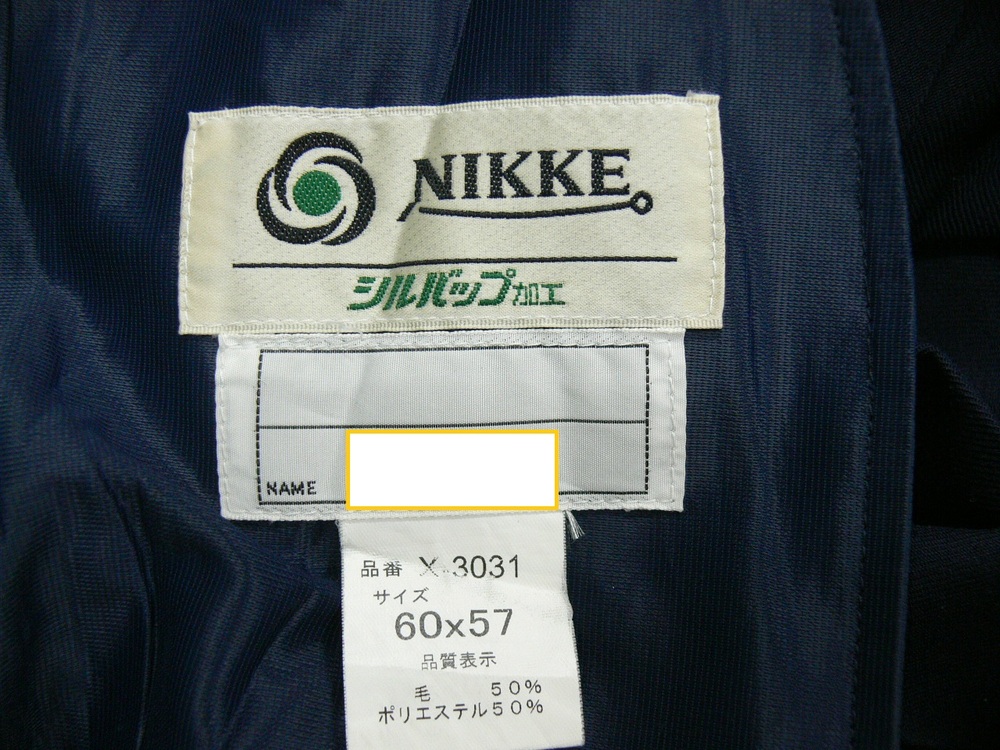 NIKKE
シルバップ加工
NAME
品番 X-3031
サイズ
60x57
品質表示
毛 50%
ポリエステル50%